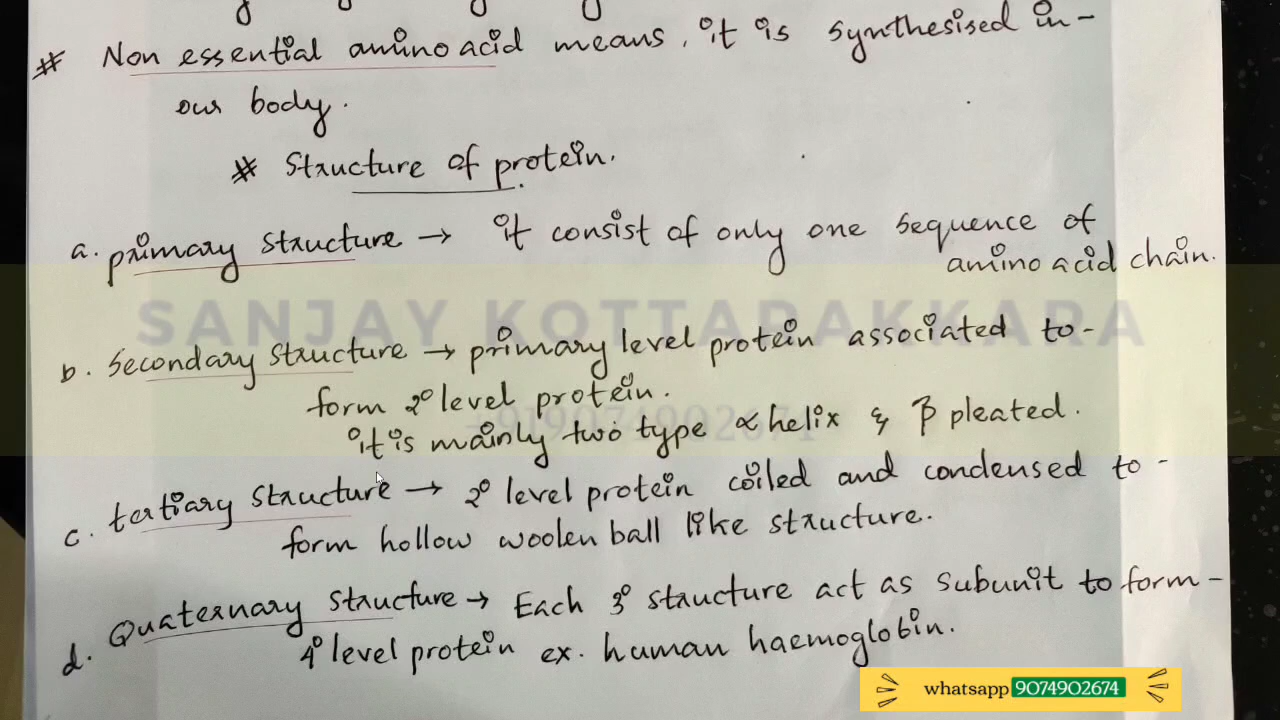 # Non essential amino acid means, it is synthesised in-
our body.
# Structure of protein.
a. primary structure → it consist of only one sequence of
amino acid chain.
SANJAY KOTTARAKKARA
b. Secondary structure → primary level protein associated to-
form 2° level protein.
+919074902674
it is mainly two type ∝ helix & β pleated.
c. tertiary structure → 2° level protein coiled and condensed to-
form hollow woolen ball like structure.
d. Quaternary structure → Each 3° structure act as subunit to form-
4° level protein ex. human haemoglobin.
whatsapp 9074902674